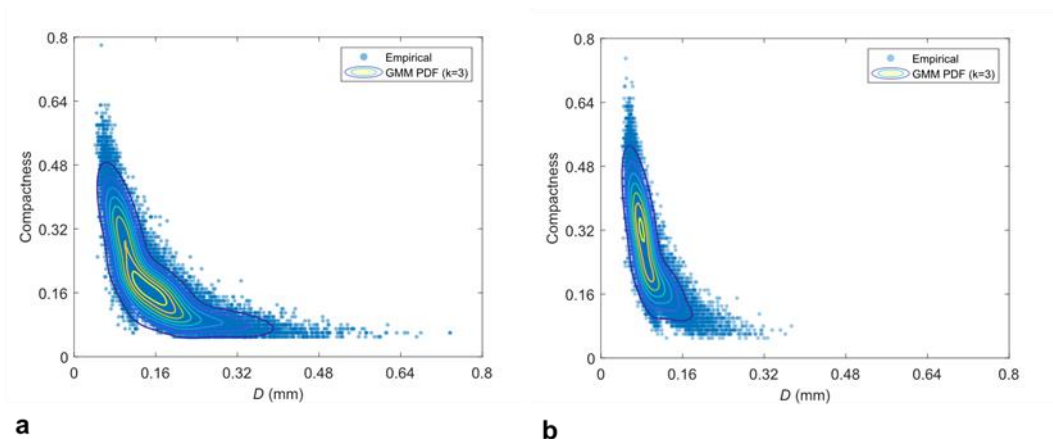 0.8
0.64
0.48
0.32
0.16
0
Compactness
Empirical
GMM PDF (k=3)
0 0.16 0.32 0.48 0.64 0.8
D (mm)
a
0.8
0.64
0.48
0.32
0.16
0
Compactness
Empirical
GMM PDF (k=3)
0 0.16 0.32 0.48 0.64 0.8
D (mm)
b